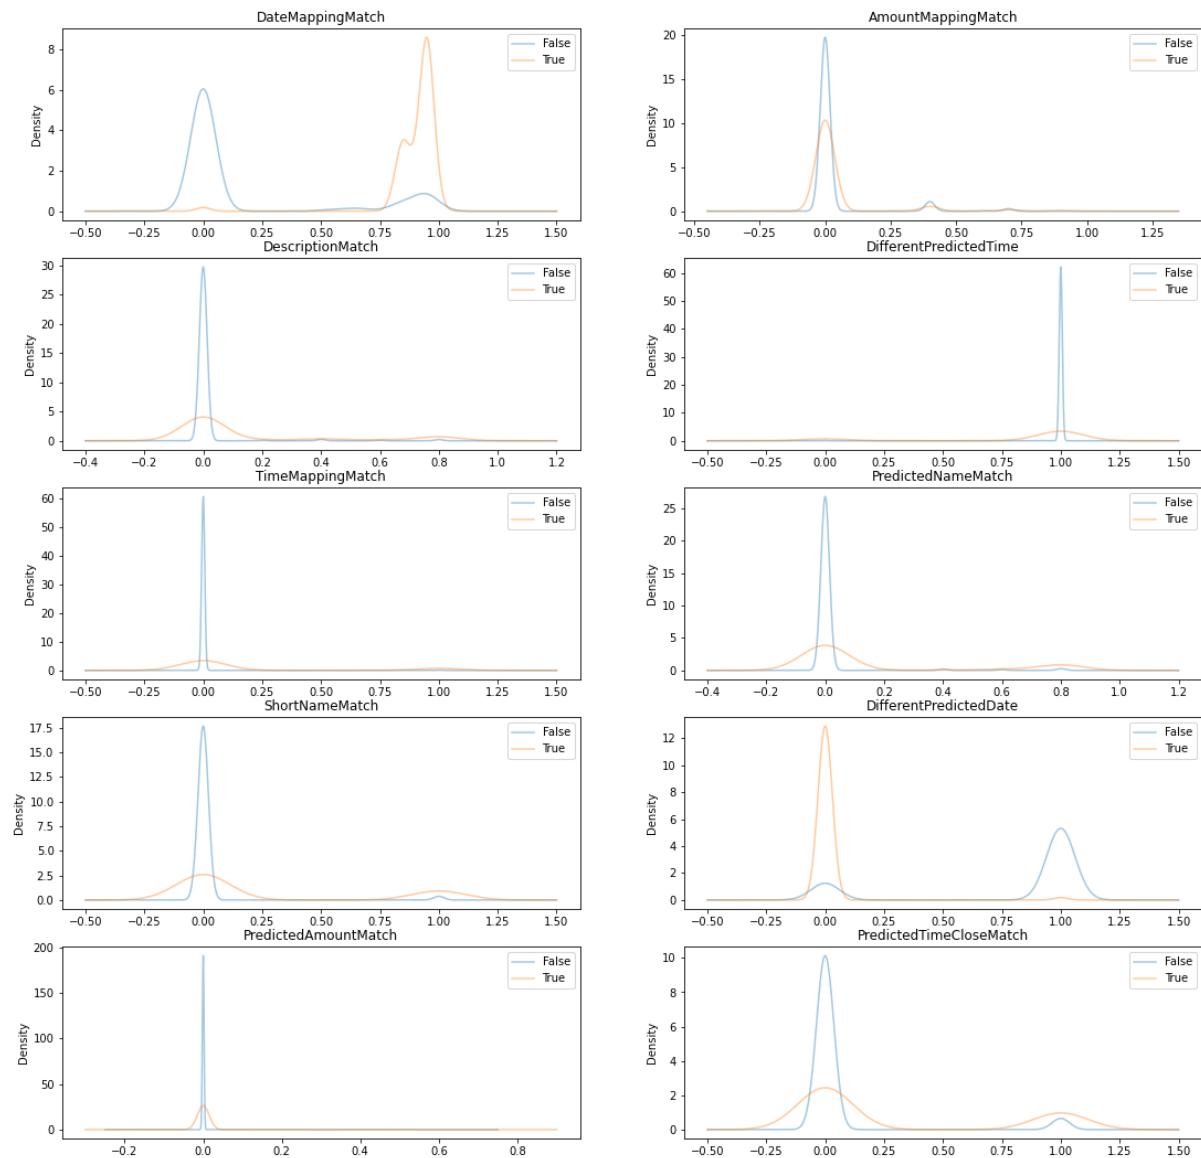 DateMappingMatch
Density
8
6
4
2
0
False
True
−0.50 −0.25 0.00 0.25 0.50 0.75 1.00 1.25 1.50
AmountMappingMatch
Density
20
15
10
5
0
False
True
−0.50 −0.25 0.00 0.25 0.50 0.75 1.00 1.25
DescriptionMatch
Density
30
25
20
15
10
5
0
False
True
−0.4 −0.2 0.0 0.2 0.4 0.6 0.8 1.0 1.2
DifferentPredictedTime
Density
60
50
40
30
20
10
0
False
True
−0.50 −0.25 0.00 0.25 0.50 0.75 1.00 1.25 1.50
TimeMappingMatch
Density
60
50
40
30
20
10
0
False
True
−0.50 −0.25 0.00 0.25 0.50 0.75 1.00 1.25 1.50
PredictedNameMatch
Density
25
20
15
10
5
0
False
True
−0.4 −0.2 0.0 0.2 0.4 0.6 0.8 1.0 1.2
ShortNameMatch
Density
17.5
15.0
12.5
10.0
7.5
5.0
2.5
0.0
False
True
−0.50 −0.25 0.00 0.25 0.50 0.75 1.00 1.25 1.50
DifferentPredictedDate
Density
12
10
8
6
4
2
0
False
True
−0.50 −0.25 0.00 0.25 0.50 0.75 1.00 1.25 1.50
PredictedAmountMatch
Density
200
150
100
50
0
False
True
−0.2 0.0 0.2 0.4 0.6 0.8
PredictedTimeCloseMatch
Density
10
8
6
4
2
0
False
True
−0.50 −0.25 0.00 0.25 0.50 0.75 1.00 1.25 1.50